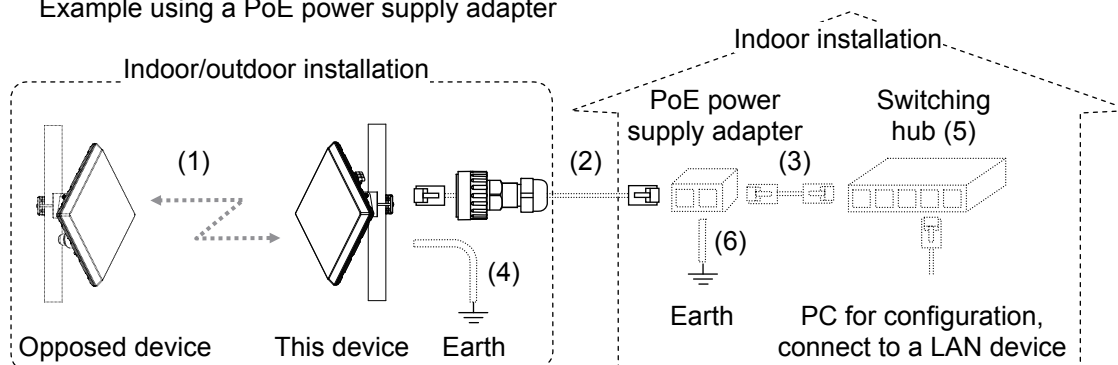 Example using a PoE power supply adapter
Indoor installation
Indoor/outdoor installation
PoE power
supply adapter
Switching
hub (5)
(1)
(2)
(3)
(4)
(6)
Opposed device
This device
Earth
Earth
PC for configuration,
connect to a LAN device